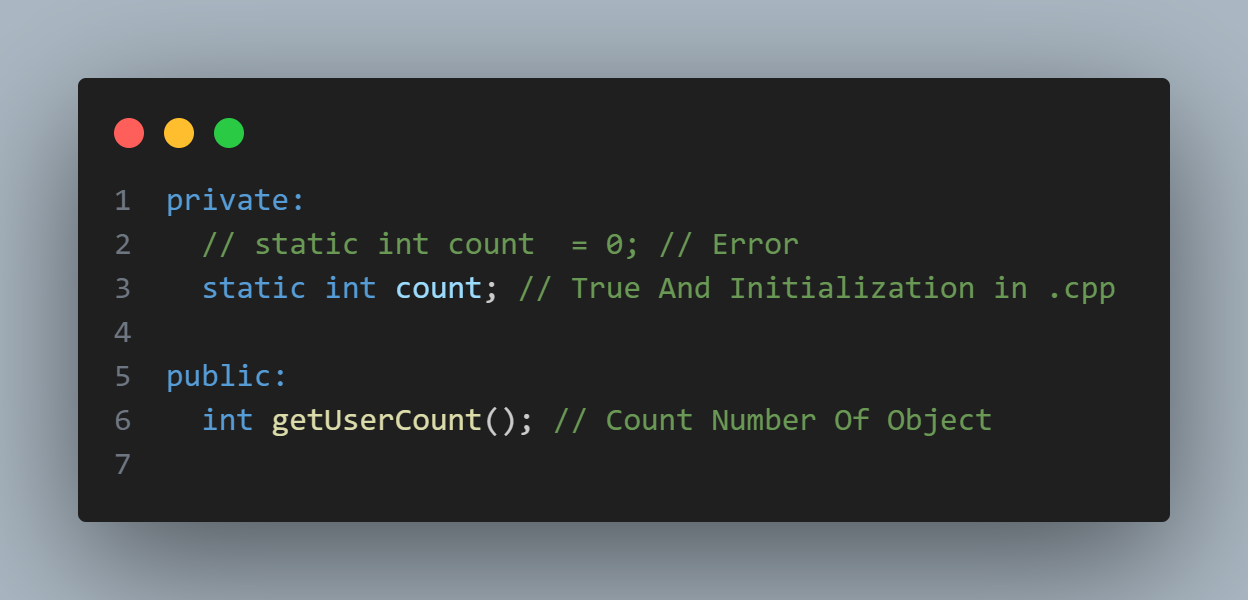 1 private:
2   // static int count  = 0; // Error
3   static int count; // True And Initialization in .cpp
4
5 public:
6   int getUserCount(); // Count Number Of Object
7